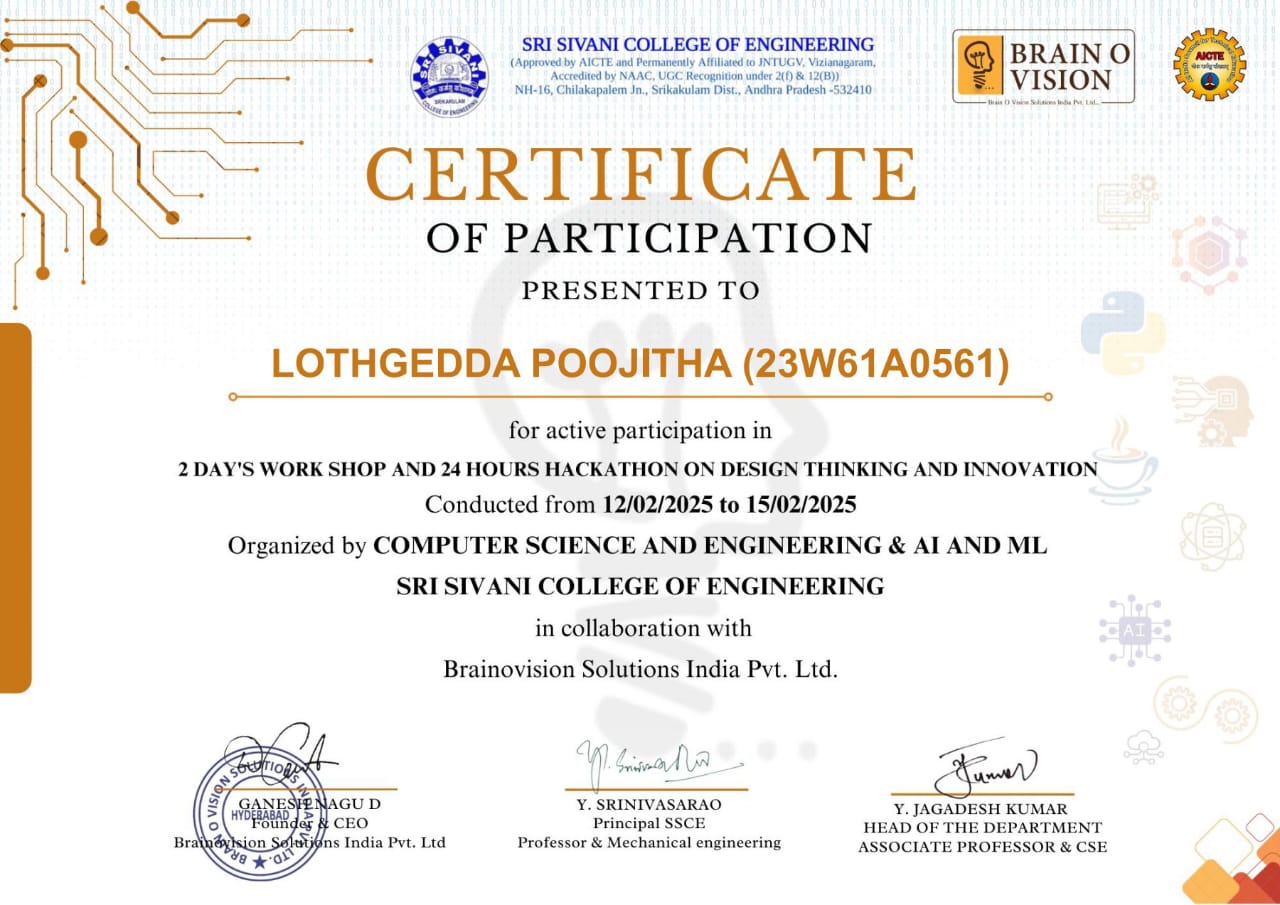 SRI SIVANI COLLEGE OF ENGINEERING
(Approved by AICTE and Permanently Affiliated to JNTUGV, Vizianagaram,
Accredited by NAAC, UGC Recognition under 2(f) & 12(B))
NH-16, Chilakapalem Jn., Srikakulam Dist., Andhra Pradesh -532410
SRI SIVANI
SRIKAKULAM
COLLEGE OF ENGINEERING
BRAIN O
VISION
Brain O Vision Solutions India Pvt. Ltd..
AICTE
CERTIFICATE
OF PARTICIPATION
PRESENTED TO
LOTHGEDDA POOJITHA (23W61A0561)
for active participation in
2 DAY'S WORK SHOP AND 24 HOURS HACKATHON ON DESIGN THINKING AND INNOVATION
Conducted from 12/02/2025 to 15/02/2025
Organized by COMPUTER SCIENCE AND ENGINEERING & AI AND ML
SRI SIVANI COLLEGE OF ENGINEERING
in collaboration with
Brainovision Solutions India Pvt. Ltd.
AI
GANESH NAGU D
Founder & CEO
Brainovision Solutions India Pvt. Ltd
BRAIN O VISION SOLUTIONS INDIA PVT. LTD.
HYDERABAD
Y. SRINIVASARAO
Principal SSCE
Professor & Mechanical engineering
Y. JAGADESH KUMAR
HEAD OF THE DEPARTMENT
ASSOCIATE PROFESSOR & CSE